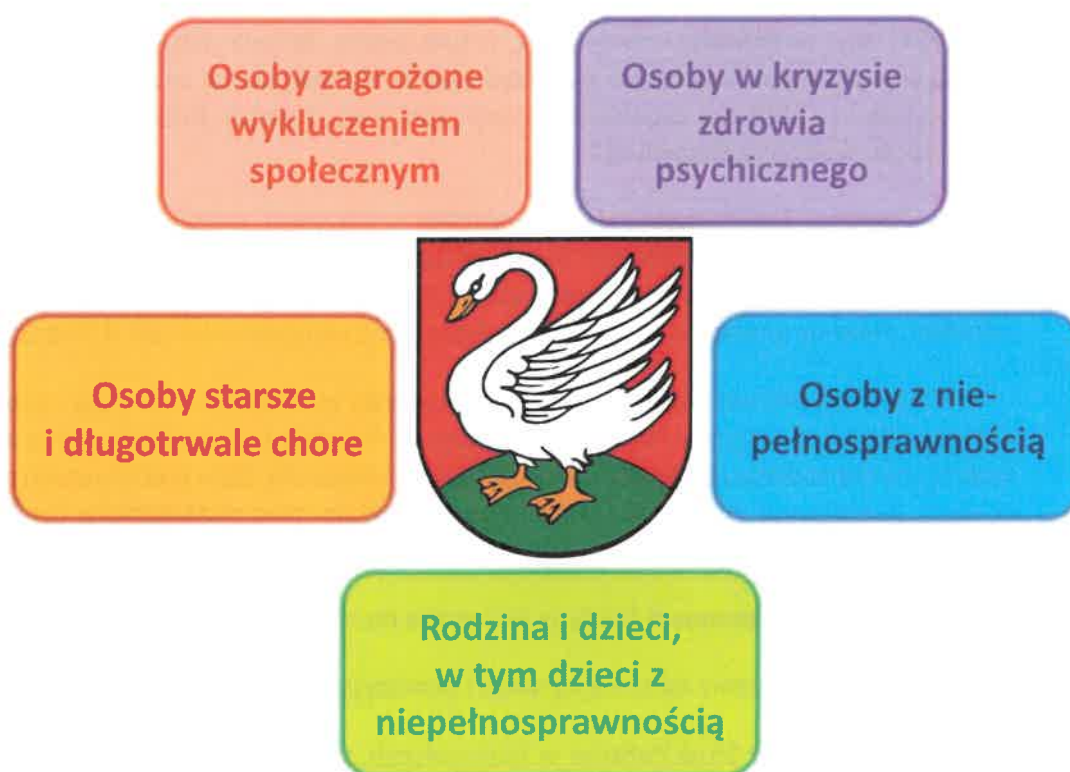 Osoby zagrożone
wykluczeniem
społecznym
Osoby w kryzysie
zdrowia
psychicznego
Osoby starsze
i długotrwale chore
Osoby z nie-
pełnosprawnością
Rodzina i dzieci,
w tym dzieci z
niepełnosprawnością